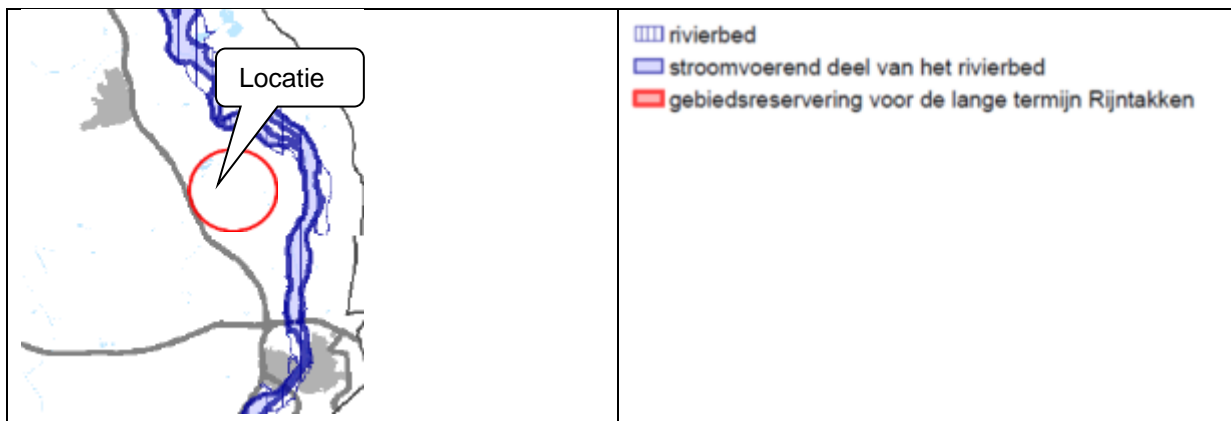 Locatie
rivierbed
stroomvoerend deel van het rivierbed
gebiedsreservering voor de lange termijn Rijntakken